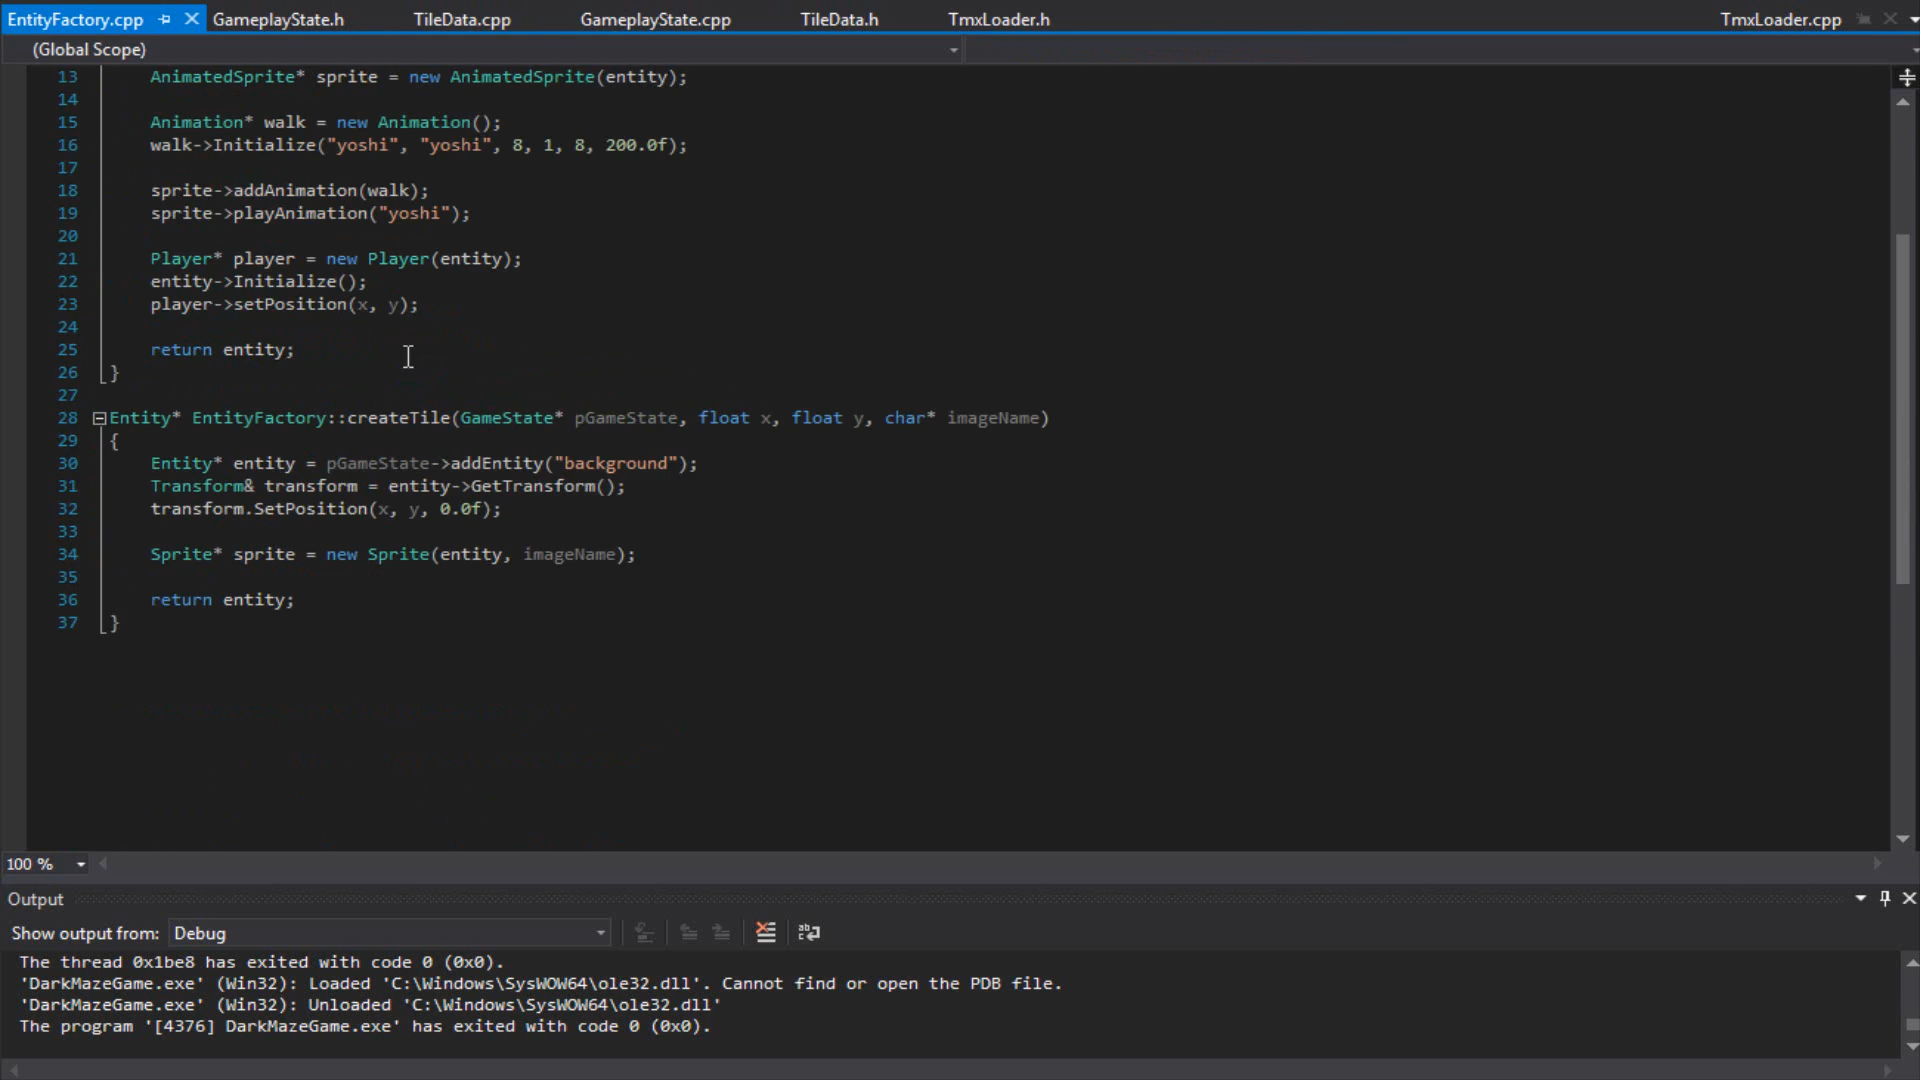 EntityFactory.cpp GameplayState.h TileData.cpp GameplayState.cpp TileData.h TmxLoader.h TmxLoader.cpp
(Global Scope)
13 AnimatedSprite* sprite = new AnimatedSprite(entity);
14
15 Animation* walk = new Animation();
16 walk->Initialize("yoshi", "yoshi", 8, 1, 8, 200.0f);
17
18 sprite->addAnimation(walk);
19 sprite->playAnimation("yoshi");
20
21 Player* player = new Player(entity);
22 entity->Initialize();
23 player->setPosition(x, y);
24
25 return entity;
26 }
27
28 Entity* EntityFactory::createTile(GameState* pGameState, float x, float y, char* imageName)
29 {
30 Entity* entity = pGameState->addEntity("background");
31 Transform& transform = entity->GetTransform();
32 transform.SetPosition(x, y, 0.0f);
33
34 Sprite* sprite = new Sprite(entity, imageName);
35
36 return entity;
37 }
100 %
Output
Show output from: Debug
The thread 0x1be8 has exited with code 0 (0x0).
'DarkMazeGame.exe' (Win32): Loaded 'C:\Windows\SysWOW64\ole32.dll'. Cannot find or open the PDB file.
'DarkMazeGame.exe' (Win32): Unloaded 'C:\Windows\SysWOW64\ole32.dll'
The program '[4376] DarkMazeGame.exe' has exited with code 0 (0x0).